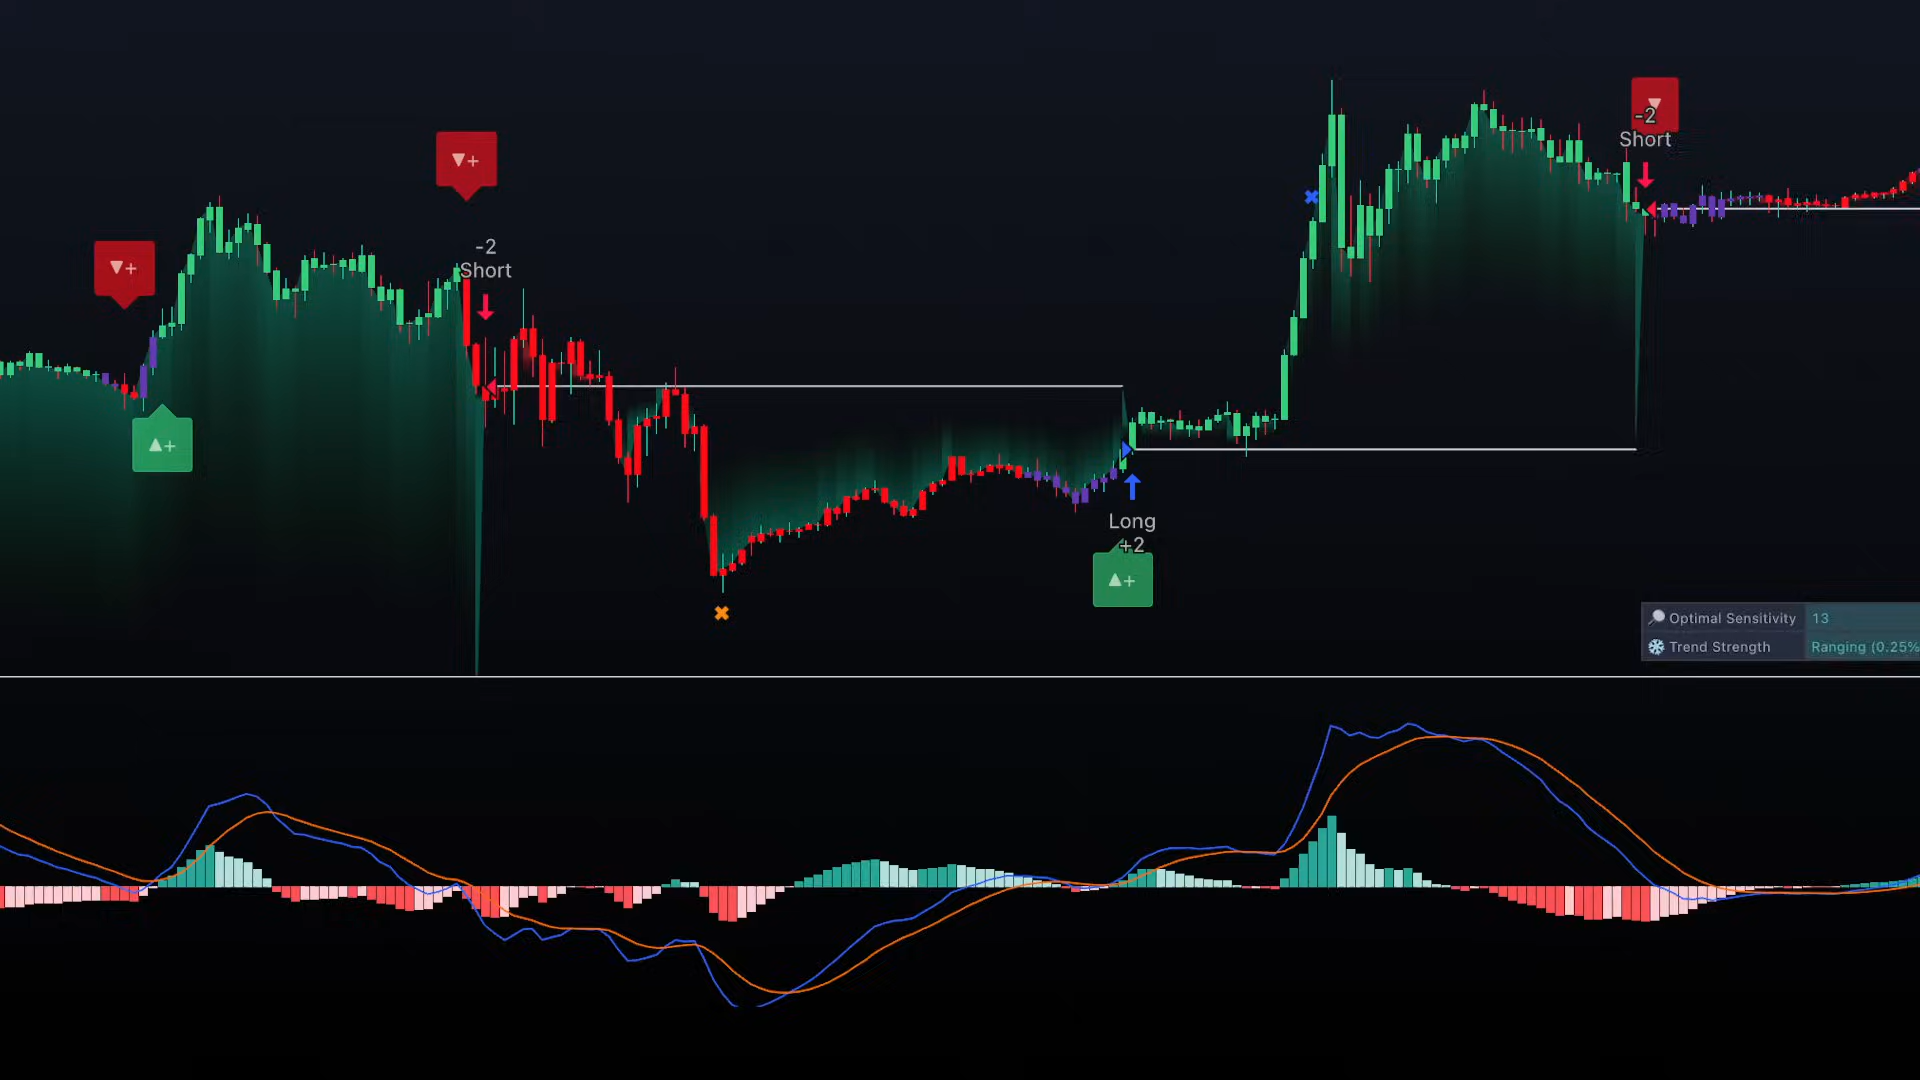 -2
Short
▼+
▼+
▲+
-2
Short
Long
+2
▲+
Optimal Sensitivity 13
Trend Strength Ranging (0.25%